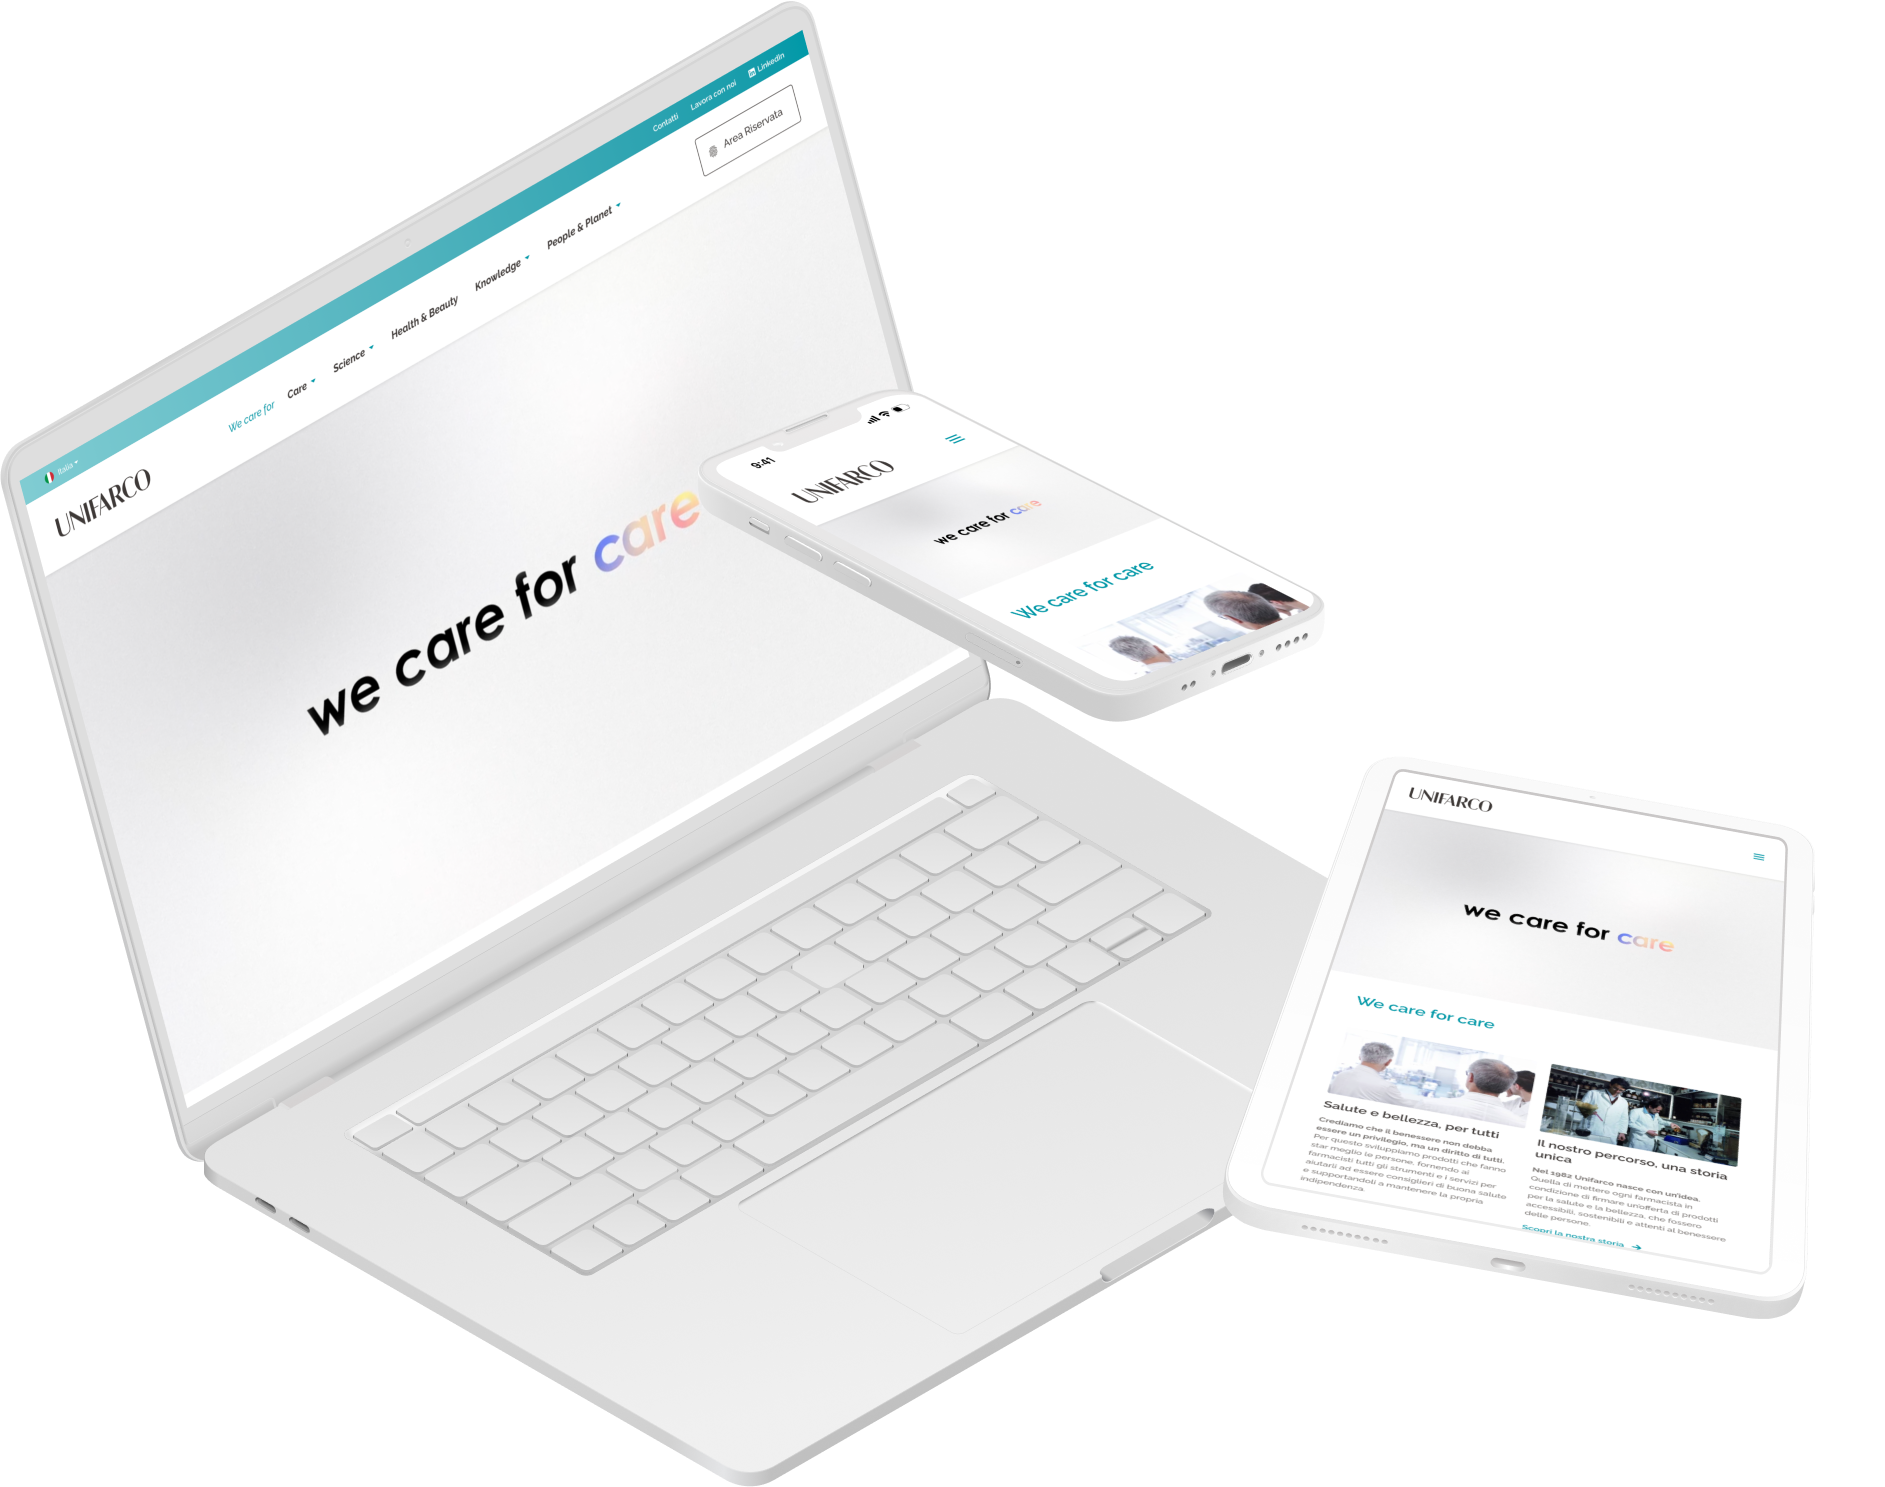 Italia
Contatti
Lavora con noi
LinkedIn
UNIFARCO
We care for
Care
Science
Health & Beauty
Knowledge
People & Planet
Area Riservata
we care for care
9:41
UNIFARCO
we care for care
We care for care
UNIFARCO
we care for care
We care for care
Salute e bellezza, per tutti
Crediamo che il benessere non debba
essere un privilegio, ma un diritto di tutti.
Per questo sviluppiamo prodotti che fanno
star meglio le persone, fornendo ai
farmacisti tutti gli strumenti e i servizi per
aiutarli ad essere consiglieri di buona salute
e supportandoli a mantenere la propria
indipendenza.
Il nostro percorso, una storia
unica
Nel 1982 Unifarco nasce con un'idea.
Quella di mettere ogni farmacista in
condizione di firmare un'offerta di prodotti
per la salute e la bellezza, che fossero
accessibili, sostenibili e attenti al benessere
delle persone.
Scopri la nostra storia